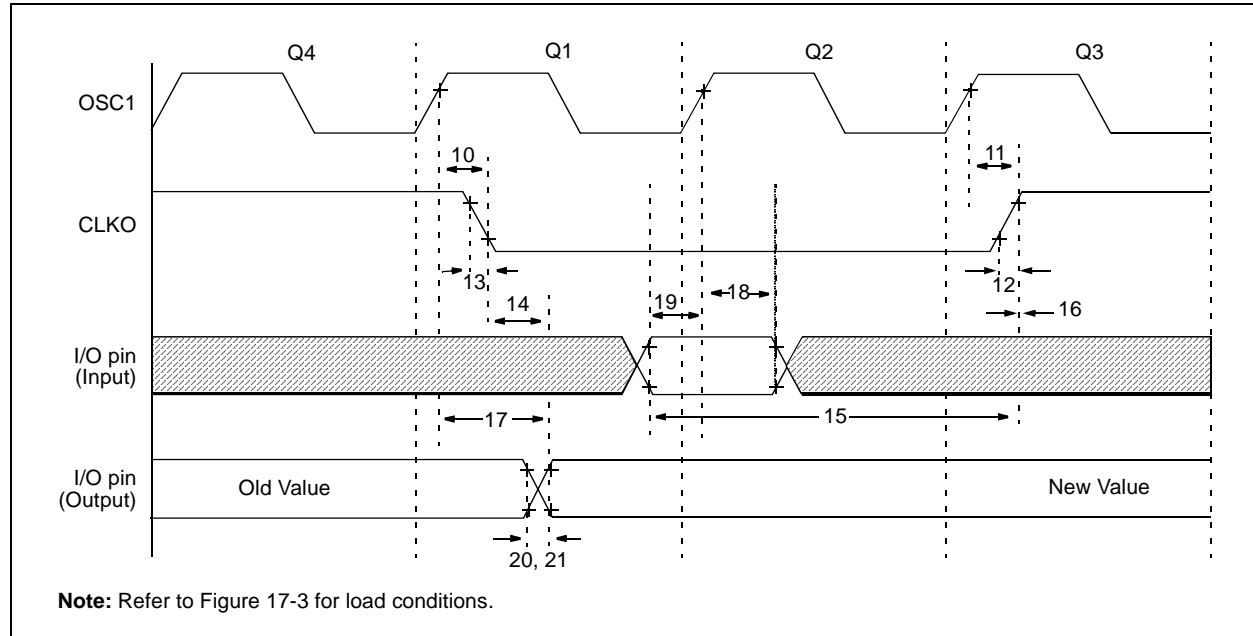 Q4 Q1 Q2 Q3
OSC1
10 11
CLKO
13 12
14 19 18 16
I/O pin
(Input)
17 15
I/O pin
(Output)
Old Value New Value
20, 21
Note: Refer to Figure 17-3 for load conditions.